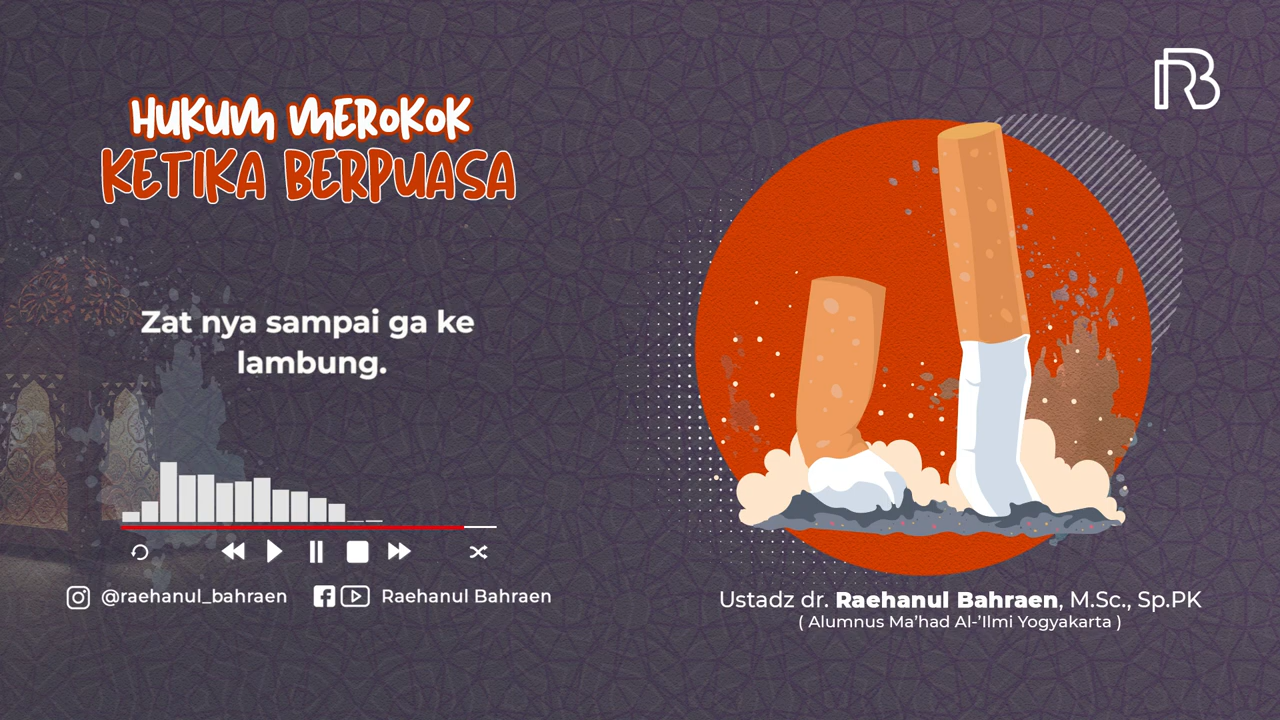 HUKUM MEROKOK
KETIKA BERPUASA
Zat nya sampai ga ke
lambung.
@raehanul_bahraen
Raehanul Bahraen
RB
Ustadz dr. Raehanul Bahraen, M.Sc., Sp.PK
( Alumnus Ma'had Al-'Ilmi Yogyakarta )